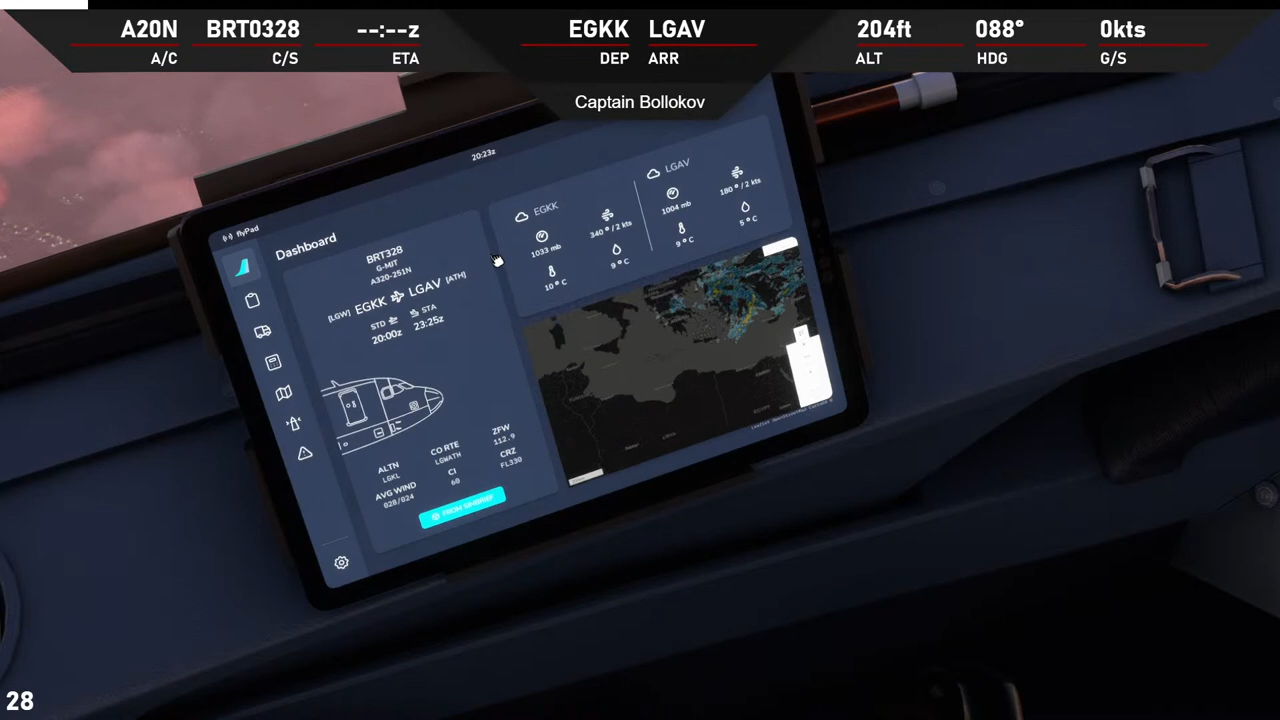 A20N BRT0328 --:--z EGKK LGAV 204ft 088° 0kts
A/C C/S ETA DEP ARR ALT HDG G/S
Captain Bollokov
20:23z
flyPad
Dashboard
BRT328
G-MJT
A320-251N
[LGW] EGKK LGAV [ATH]
STD STA
20:00z 23:25z
ALTN CO RTE ZFW
LGKL LGWATH 112.9
AVG WIND CI CRZ
028/024 60 FL330
FROM SIMBRIEF
EGKK
1033 mb 340 ° / 2 kts
10 ° C 9 ° C
LGAV
1004 mb 180 ° / 2 kts
9 ° C 5 ° C
28